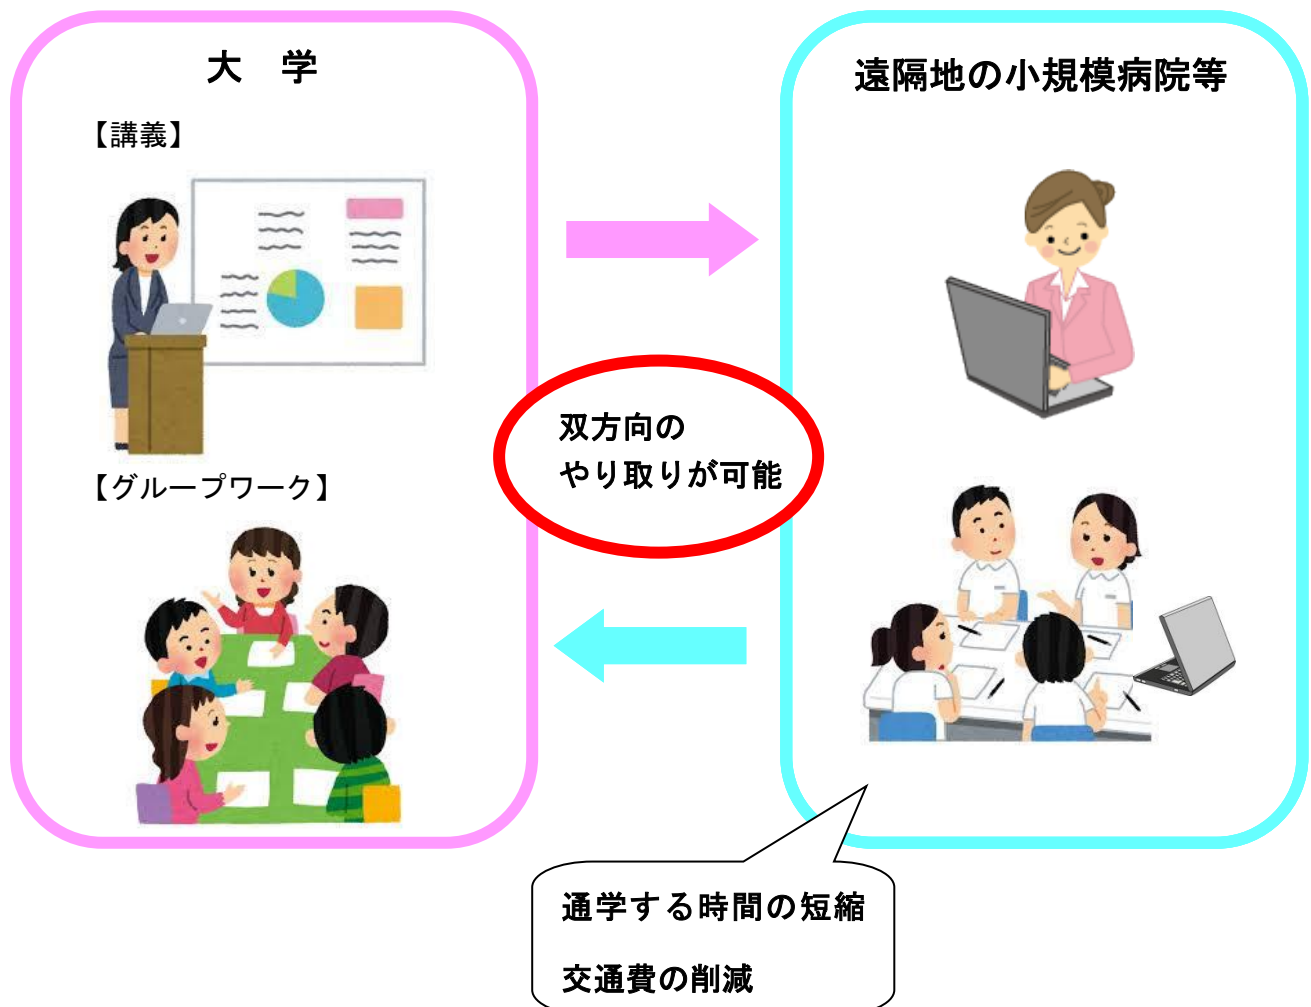 大　学
【講義】
【グループワーク】
遠隔地の小規模病院等
双方向の
やり取りが可能
通学する時間の短縮
交通費の削減